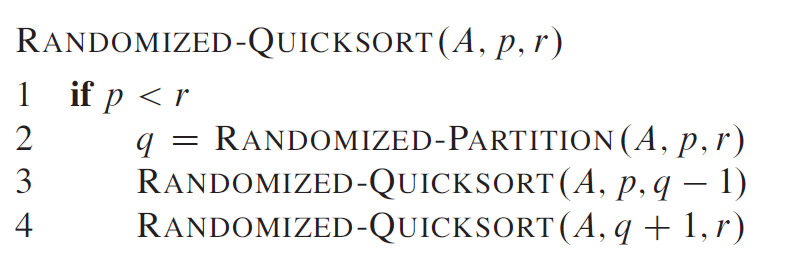 RANDOMIZED-QUICKSORT(A, p, r)
1 if p < r
2 q = RANDOMIZED-PARTITION(A, p, r)
3 RANDOMIZED-QUICKSORT(A, p, q − 1)
4 RANDOMIZED-QUICKSORT(A, q + 1, r)